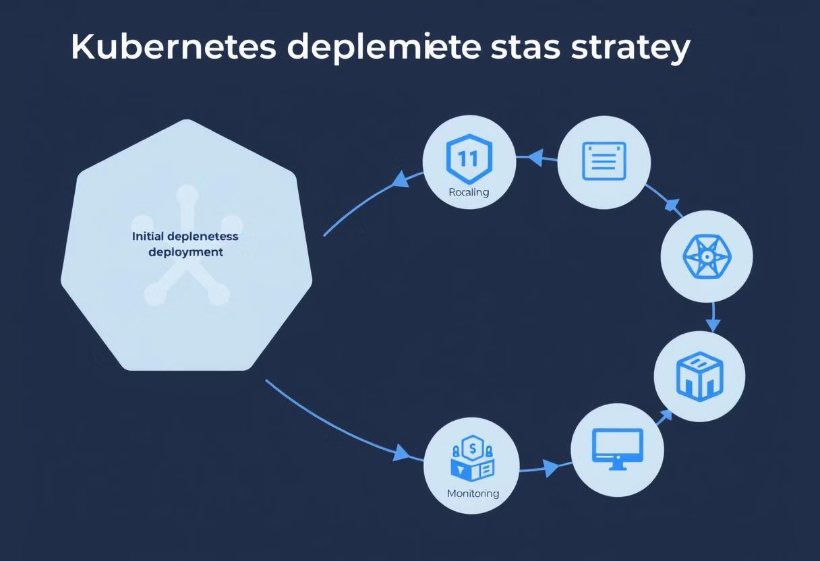 Kubernetes deplemiete stas stratey
11
Rocaling
Initial deplenetess
deployment
$
Monitoring